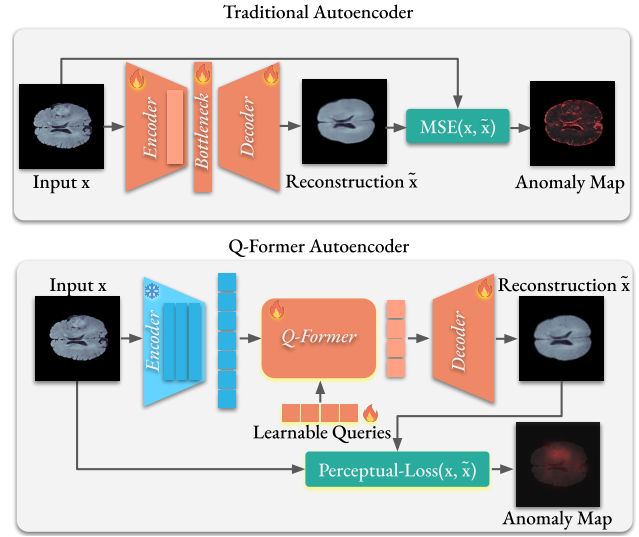 Traditional Autoencoder
Encoder
Bottleneck
Decoder
MSE(x, x̃)
Input x
Reconstruction x̃
Anomaly Map
Q-Former Autoencoder
Input x
Reconstruction x̃
Encoder
Q-Former
Decoder
Learnable Queries
Perceptual-Loss(x, x̃)
Anomaly Map